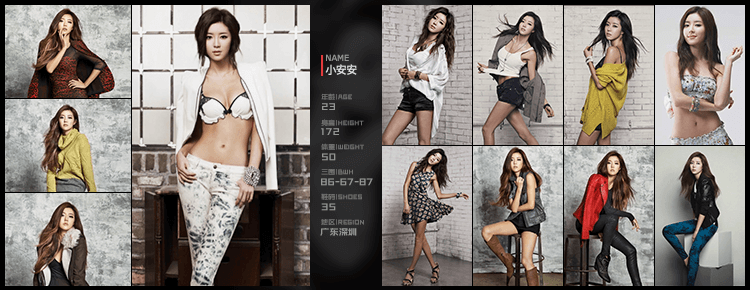 NAME
小安安
年龄|AGE
23
身高|HEIGHT
172
体重|WEIGHT
50
三围|BWH
86-67-87
鞋码|SHOES
35
地区|REGION
广东深圳